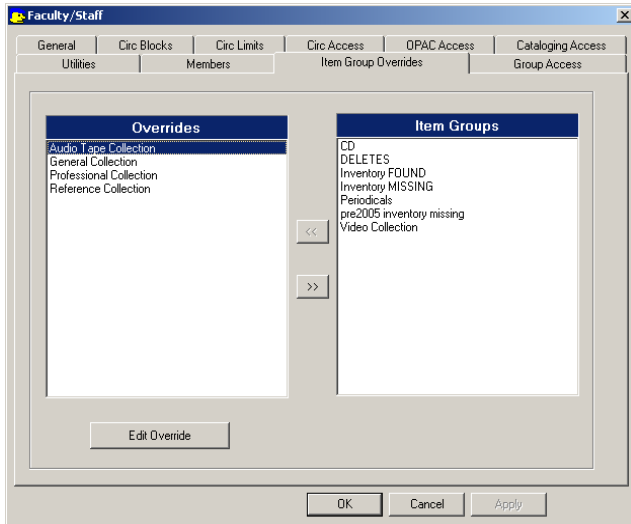 Faculty/Staff
General
Circ Blocks
Circ Limits
Circ Access
OPAC Access
Cataloging Access
Utilities
Members
Item Group Overrides
Group Access
Overrides
Audio Tape Collection
General Collection
Professional Collection
Reference Collection
<<
>>
Item Groups
CD
DELETES
Inventory FOUND
Inventory MISSING
Periodicals
pre2005 inventory missing
Video Collection
Edit Override
OK
Cancel
Apply